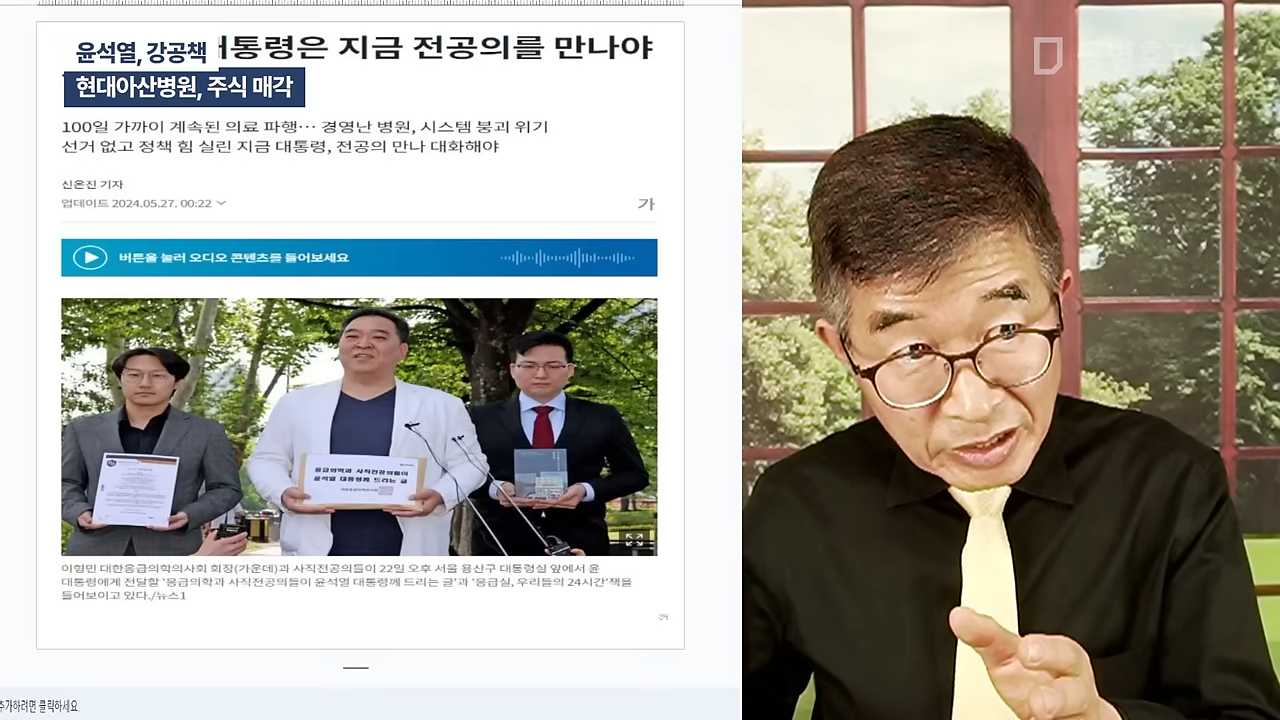 윤석열, 강공책
대통령은 지금 전공의를 만나야
현대아산병원, 주식 매각
100일 가까이 계속된 의료 파행… 경영난 병원, 시스템 붕괴 위기
선거 없고 정책 힘 실린 지금 대통령, 전공의 만나 대화해야
신은진 기자
업데이트 2024.05.27. 00:22
가
버튼을 눌러 오디오 콘텐츠를 들어보세요
응급의학과 사직전공의들이
윤석열 대통령께 드리는 글
이형민 대한응급의학의사회 회장(가운데)과 사직전공의들이 22일 오후 서울 용산구 대통령실 앞에서 윤
대통령에게 전달할 '응급의학과 사직전공의들이 윤석열 대통령께 드리는 글'과 '응급실, 우리들의 24시간'책을
들어보이고 있다./뉴스1
추가하려면 클릭하세요